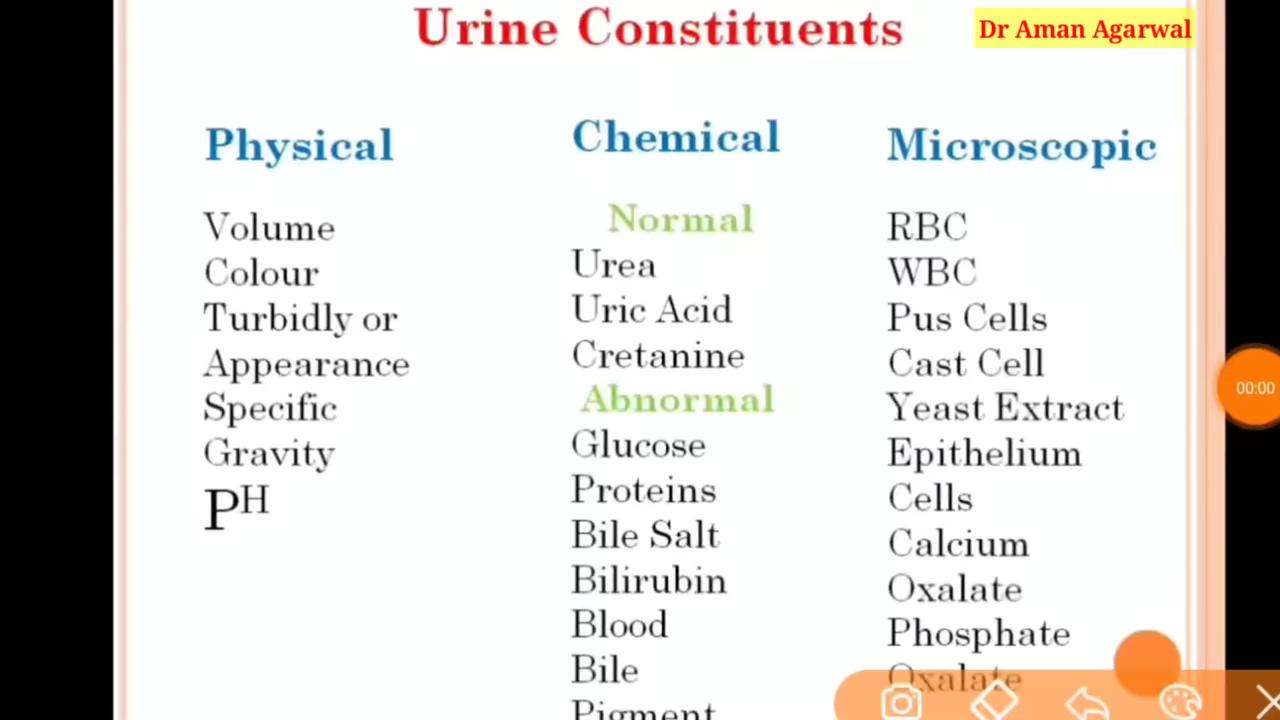 Urine Constituents
Dr Aman Agarwal
Physical
Volume
Colour
Turbidly or
Appearance
Specific
Gravity
PH
Chemical
Normal
Urea
Uric Acid
Cretanine
Abnormal
Glucose
Proteins
Bile Salt
Bilirubin
Blood
Bile
Pigment
Microscopic
RBC
WBC
Pus Cells
Cast Cell
Yeast Extract
Epithelium
Cells
Calcium
Oxalate
Phosphate
Oxalate
00:00